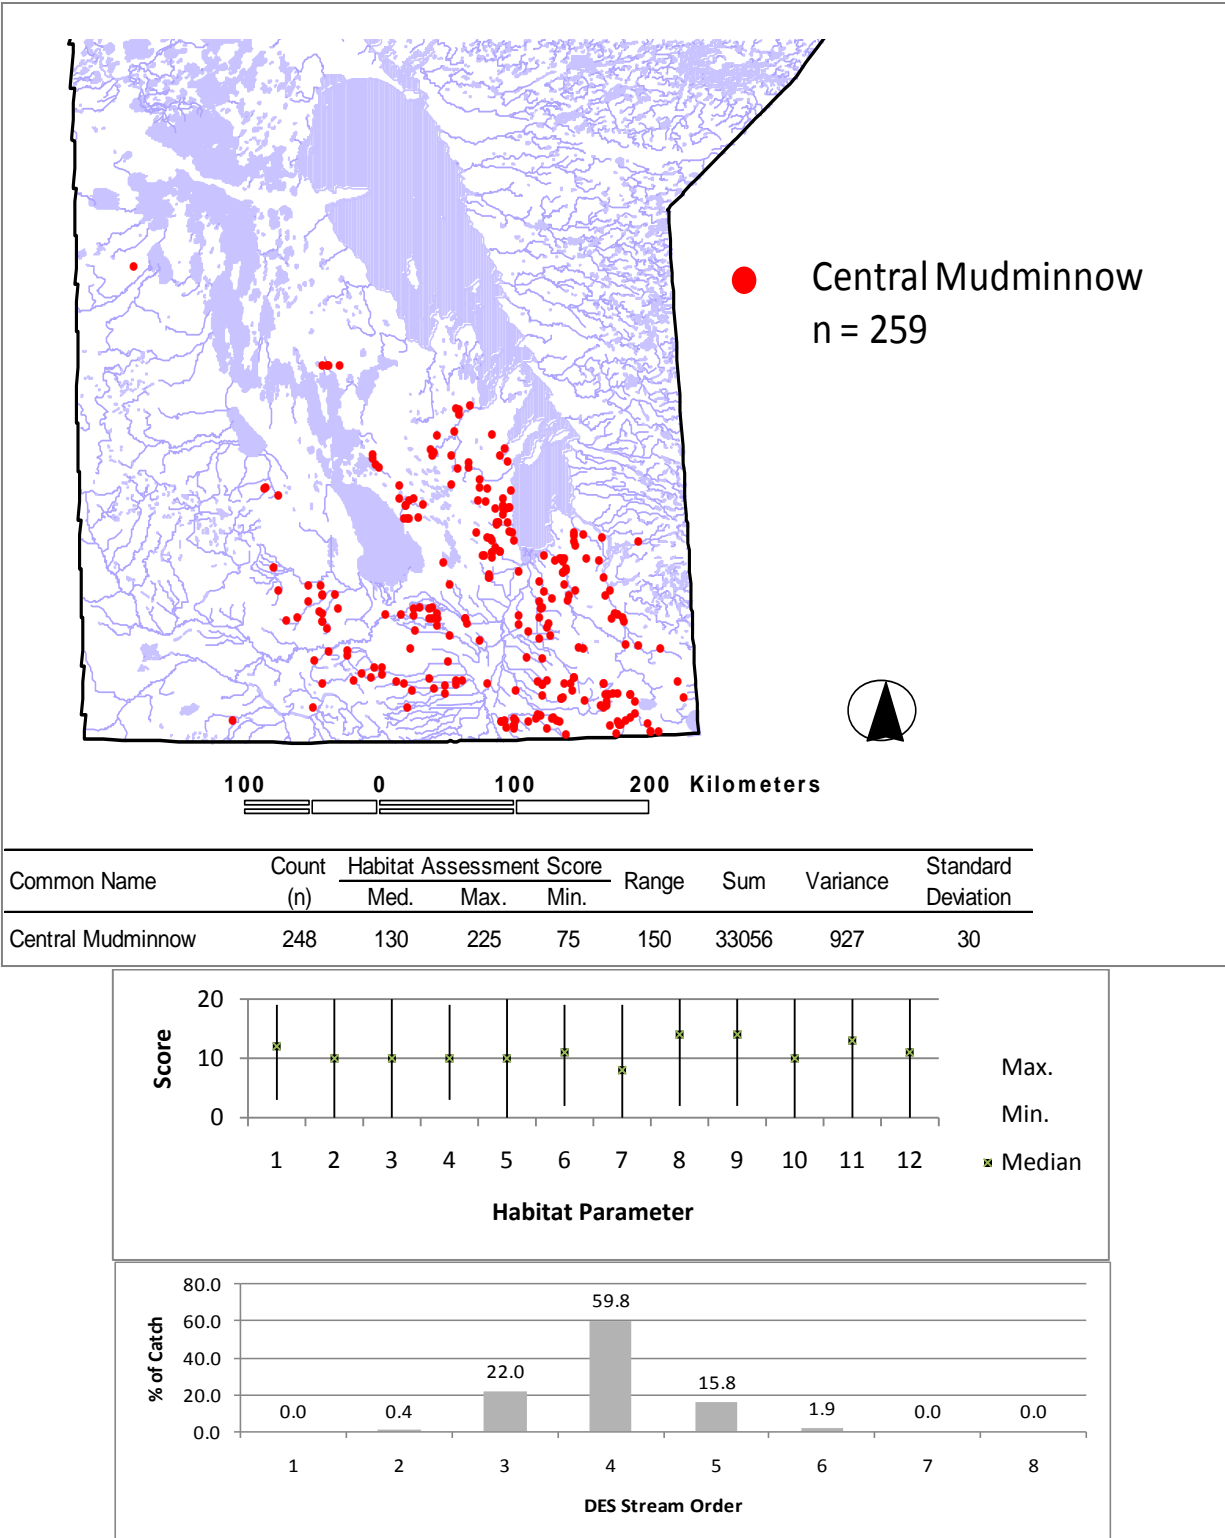 Central Mudminnow
n = 259
100 0 100 200 Kilometers
Common Name Count (n) Habitat Assessment Score Med. Max. Min. Range Sum Variance Standard Deviation
Central Mudminnow 248 130 225 75 150 33056 927 30
20
10
0
Score
1 2 3 4 5 6 7 8 9 10 11 12
Habitat Parameter
Max.
Min.
Median
80.0
60.0
40.0
20.0
0.0
% of Catch
0.0 0.4 22.0 59.8 15.8 1.9 0.0 0.0
1 2 3 4 5 6 7 8
DES Stream Order